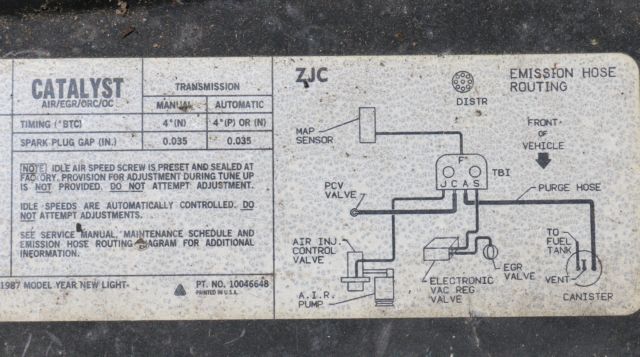 CATALYST
AIR/EGR/ORC/OC
TRANSMISSION
MANUAL AUTOMATIC
TIMING (°BTC) 4°(N) 4°(P) OR (N)
SPARK PLUG GAP (IN.) 0.035 0.035
NOTE IDLE AIR SPEED SCREW IS PRESET AND SEALED AT
FACTORY. PROVISION FOR ADJUSTMENT DURING TUNE UP
IS NOT PROVIDED. DO NOT ATTEMPT ADJUSTMENT.
IDLE SPEEDS ARE AUTOMATICALLY CONTROLLED. DO
NOT ATTEMPT ADJUSTMENTS.
SEE SERVICE MANUAL, MAINTENANCE SCHEDULE AND
EMISSION HOSE ROUTING DIAGRAM FOR ADDITIONAL
INFORMATION.
1987 MODEL YEAR NEW LIGHT- PT. NO. 10046648
PRINTED IN U.S.A.
ZJC
EMISSION HOSE
ROUTING
DISTR
FRONT
OF
VEHICLE
MAP
SENSOR
F
J C A S
TBI
PCV
VALVE
PURGE HOSE
AIR INJ.
CONTROL
VALVE
TO
FUEL
TANK
EGR
VALVE
ELECTRONIC
VAC REG
VALVE
VENT
CANISTER
A.I.R.
PUMP